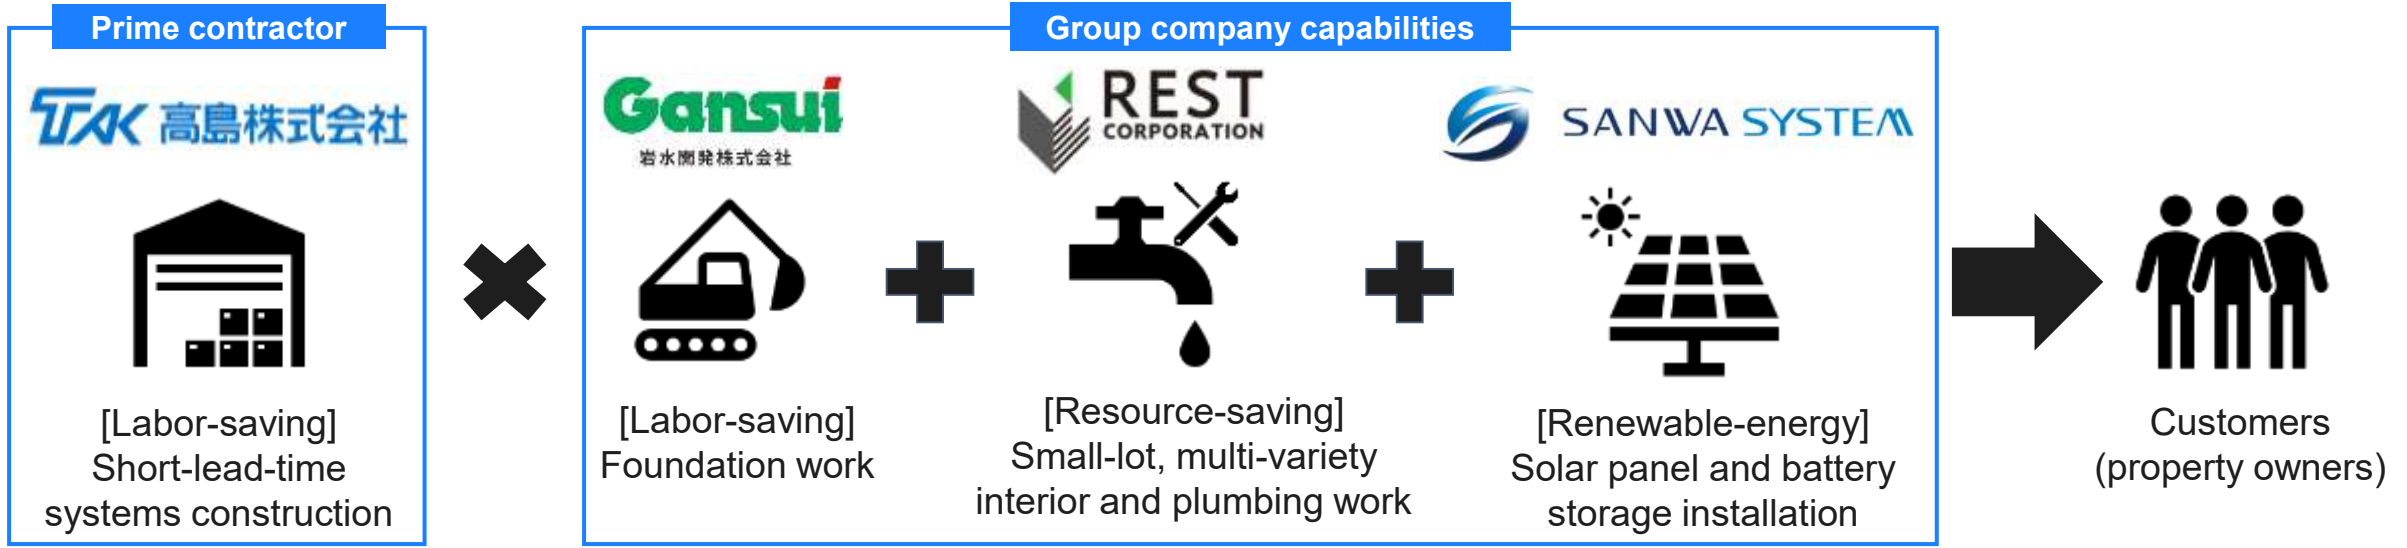 Prime contractor
TAK 高島株式会社
[Labor-saving]
Short-lead-time
systems construction
Group company capabilities
Gansui
岩水開発株式会社
[Labor-saving]
Foundation work
REST
CORPORATION
[Resource-saving]
Small-lot, multi-variety
interior and plumbing work
SANWA SYSTEM
[Renewable-energy]
Solar panel and battery
storage installation
Customers
(property owners)